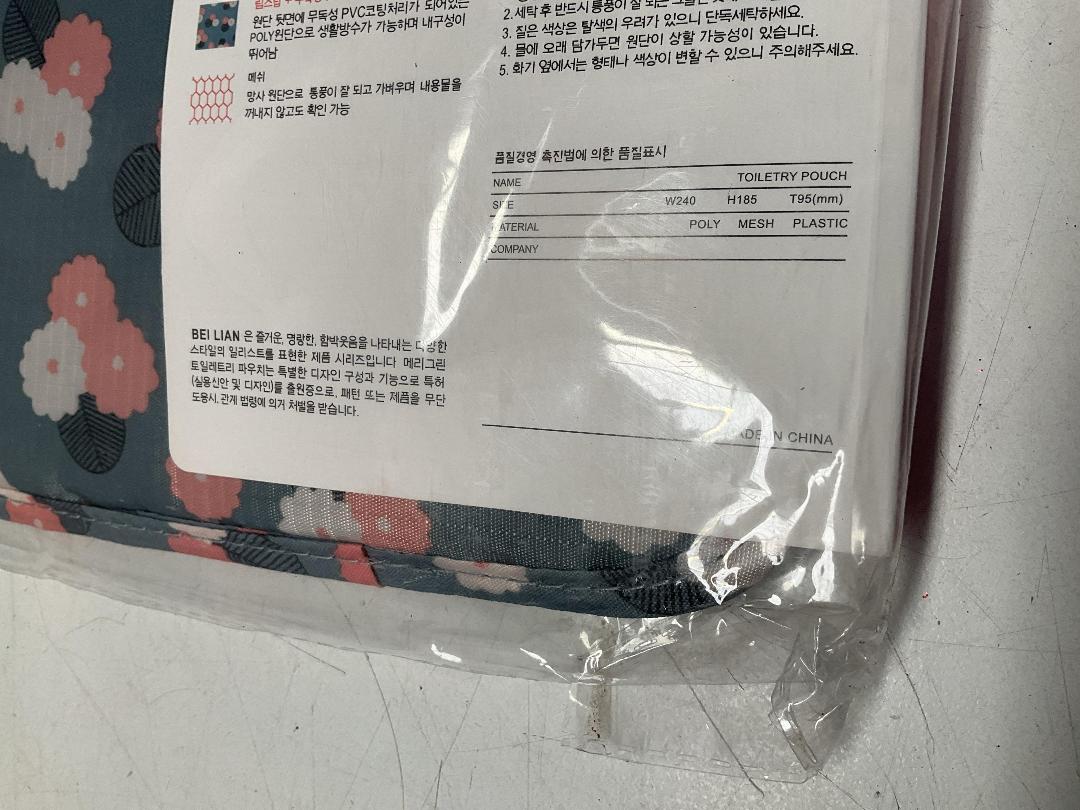 원단 뒷면에 무독성 PVC코팅처리가 되어있는
POLY원단으로 생활방수가 가능하며 내구성이
뛰어남
메쉬
망사 원단으로 통풍이 잘 되고 가벼우며 내용물을
꺼내지 않고도 확인 가능
2. 세탁 후 반드시 통풍이 잘 되는
3. 짙은 색상은 탈색의 우려가 있으니 단독세탁하세요.
4. 물에 오래 담가두면 원단이 상할 가능성이 있습니다.
5. 화기 옆에서는 형태나 색상이 변할 수 있으니 주의해주세요.
품질경영 촉진법에 의한 품질표시
NAME TOILETRY POUCH
SIZE W240 H185 T95(mm)
MATERIAL POLY MESH PLASTIC
COMPANY
BEI LIAN 은 즐거운, 명랑한, 함박웃음을 나타내는 다양한
스타일의 일러스트를 표현한 제품 시리즈입니다 메리그린
토일레트리 파우치는 특별한 디자인 구성과 기능으로 특허
(실용신안 및 디자인)를 출원중으로, 패턴 또는 제품을 무단
도용시, 관계 법령에 의거 처벌을 받습니다.
MADE IN CHINA